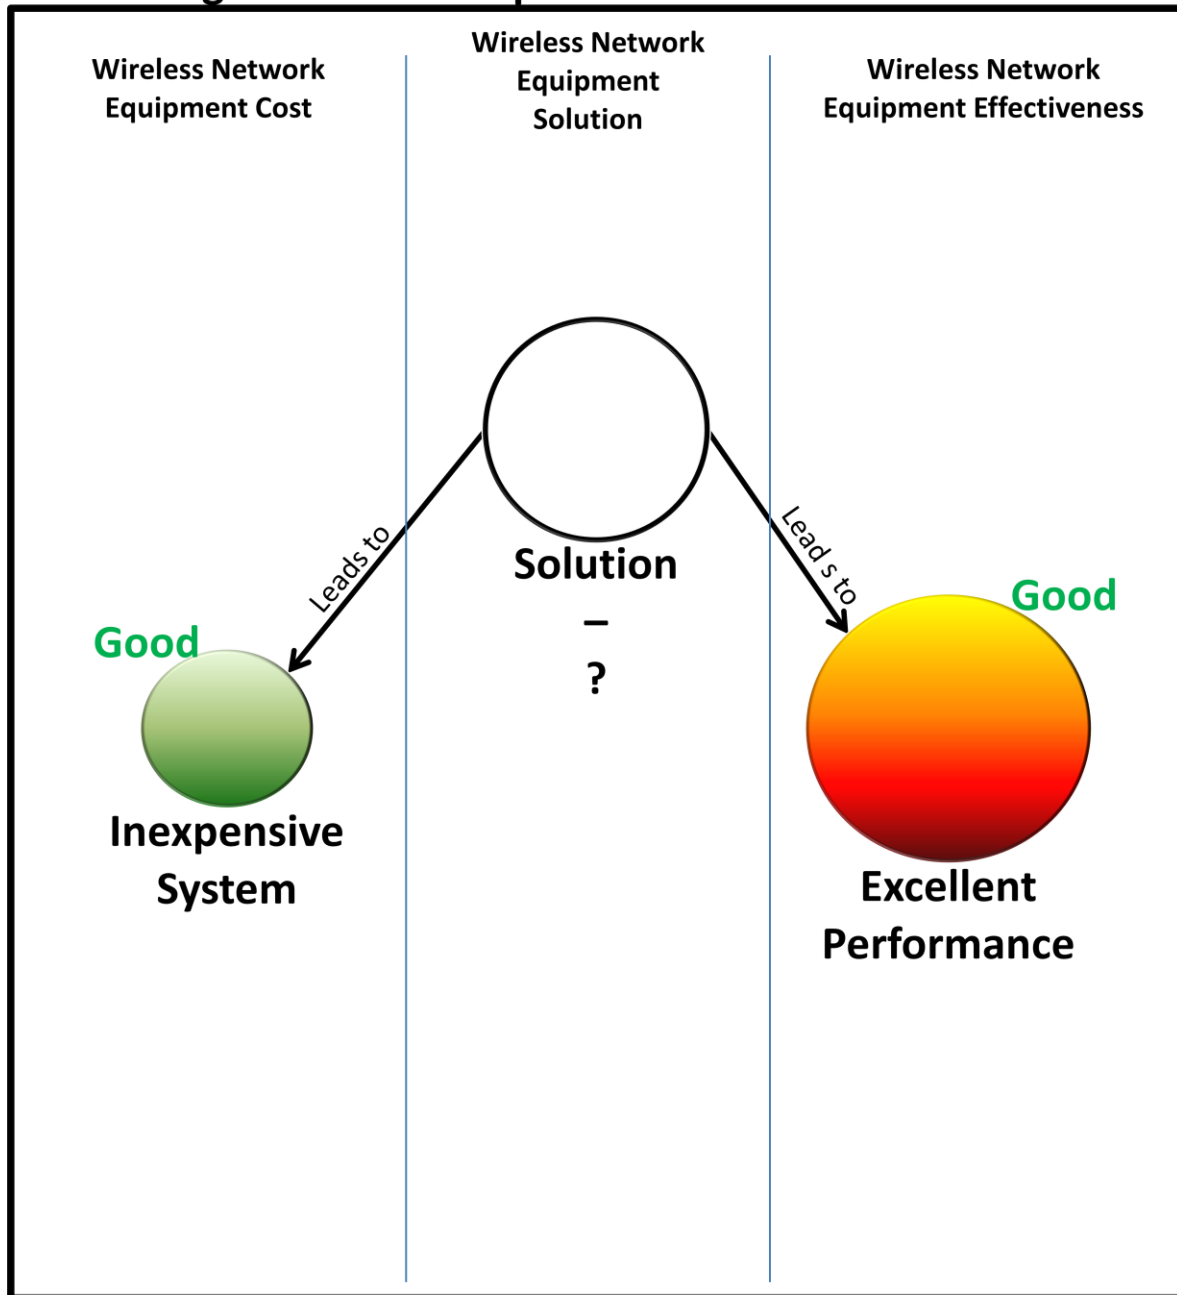 Wireless Network
Equipment Cost
Wireless Network
Equipment
Solution
Wireless Network
Equipment Effectiveness
Leads to
Lead s to
Solution
–
?
Good
Inexpensive
System
Good
Excellent
Performance